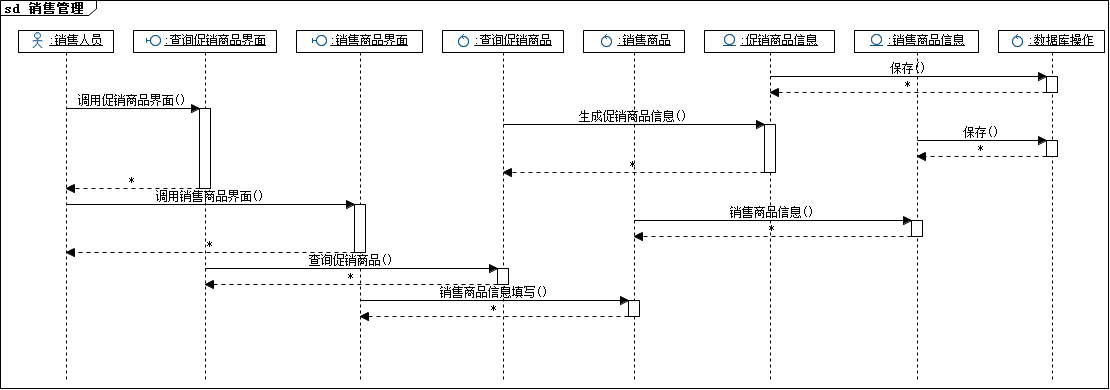 sd 销售管理
:销售人员
:查询促销商品界面
:销售商品界面
:查询促销商品
:销售商品
:促销商品信息
:销售商品信息
:数据库操作
保存()
*
调用促销商品界面()
生成促销商品信息()
保存()
*
*
*
调用销售商品界面()
销售商品信息()
*
*
查询促销商品()
*
销售商品信息填写()
*